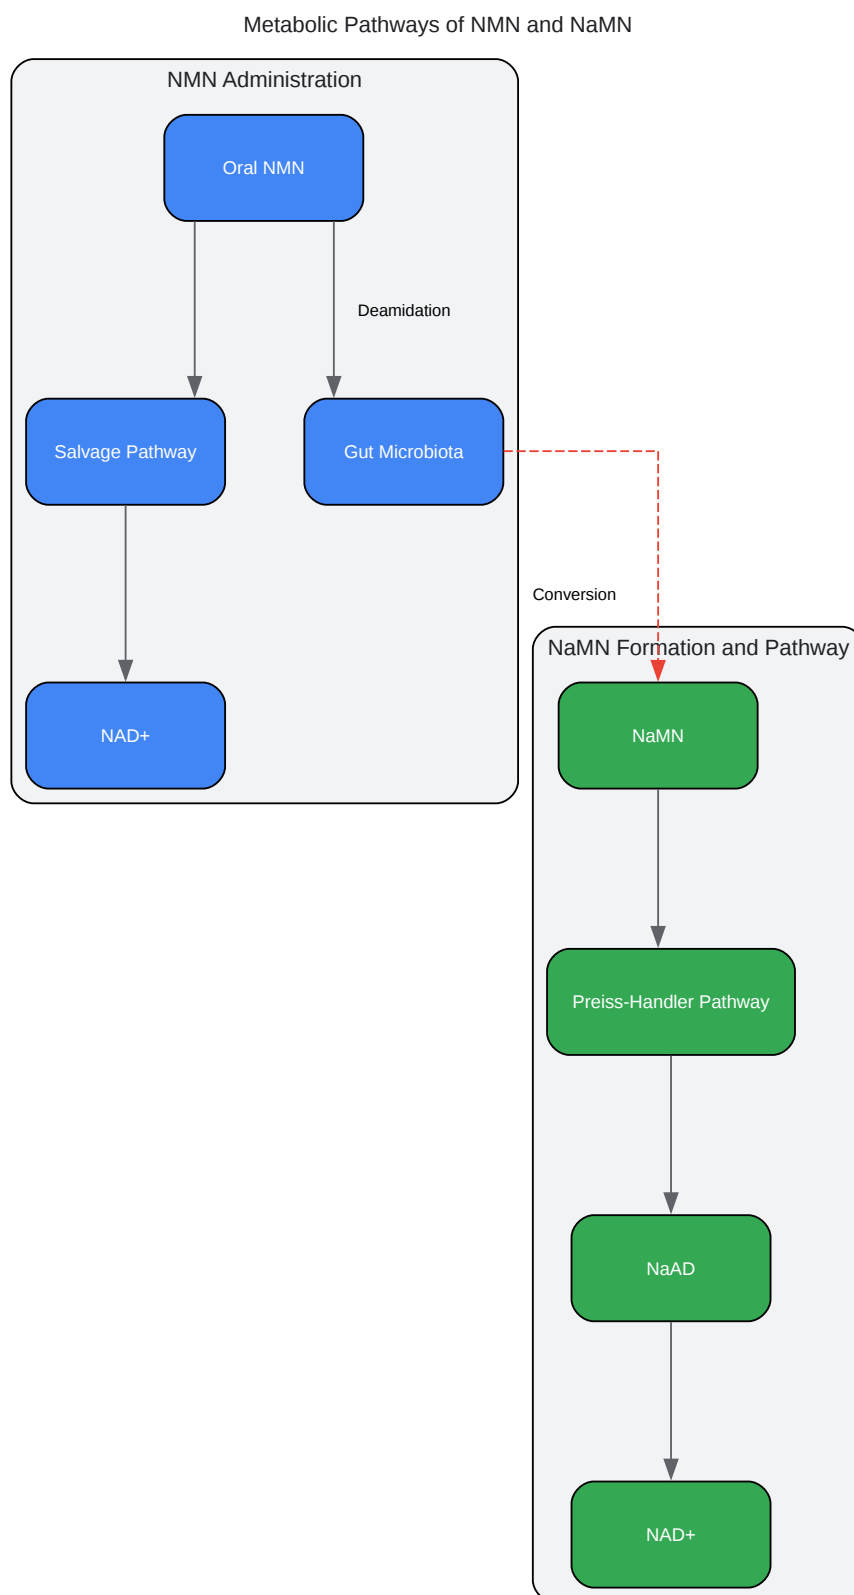 Metabolic Pathways of NMN and NaMN
NMN Administration
Oral NMN
Deamidation
Salvage Pathway
Gut Microbiota
Conversion
NaMN Formation and Pathway
NAD+
NaMN
Preiss-Handler Pathway
NaAD
NAD+